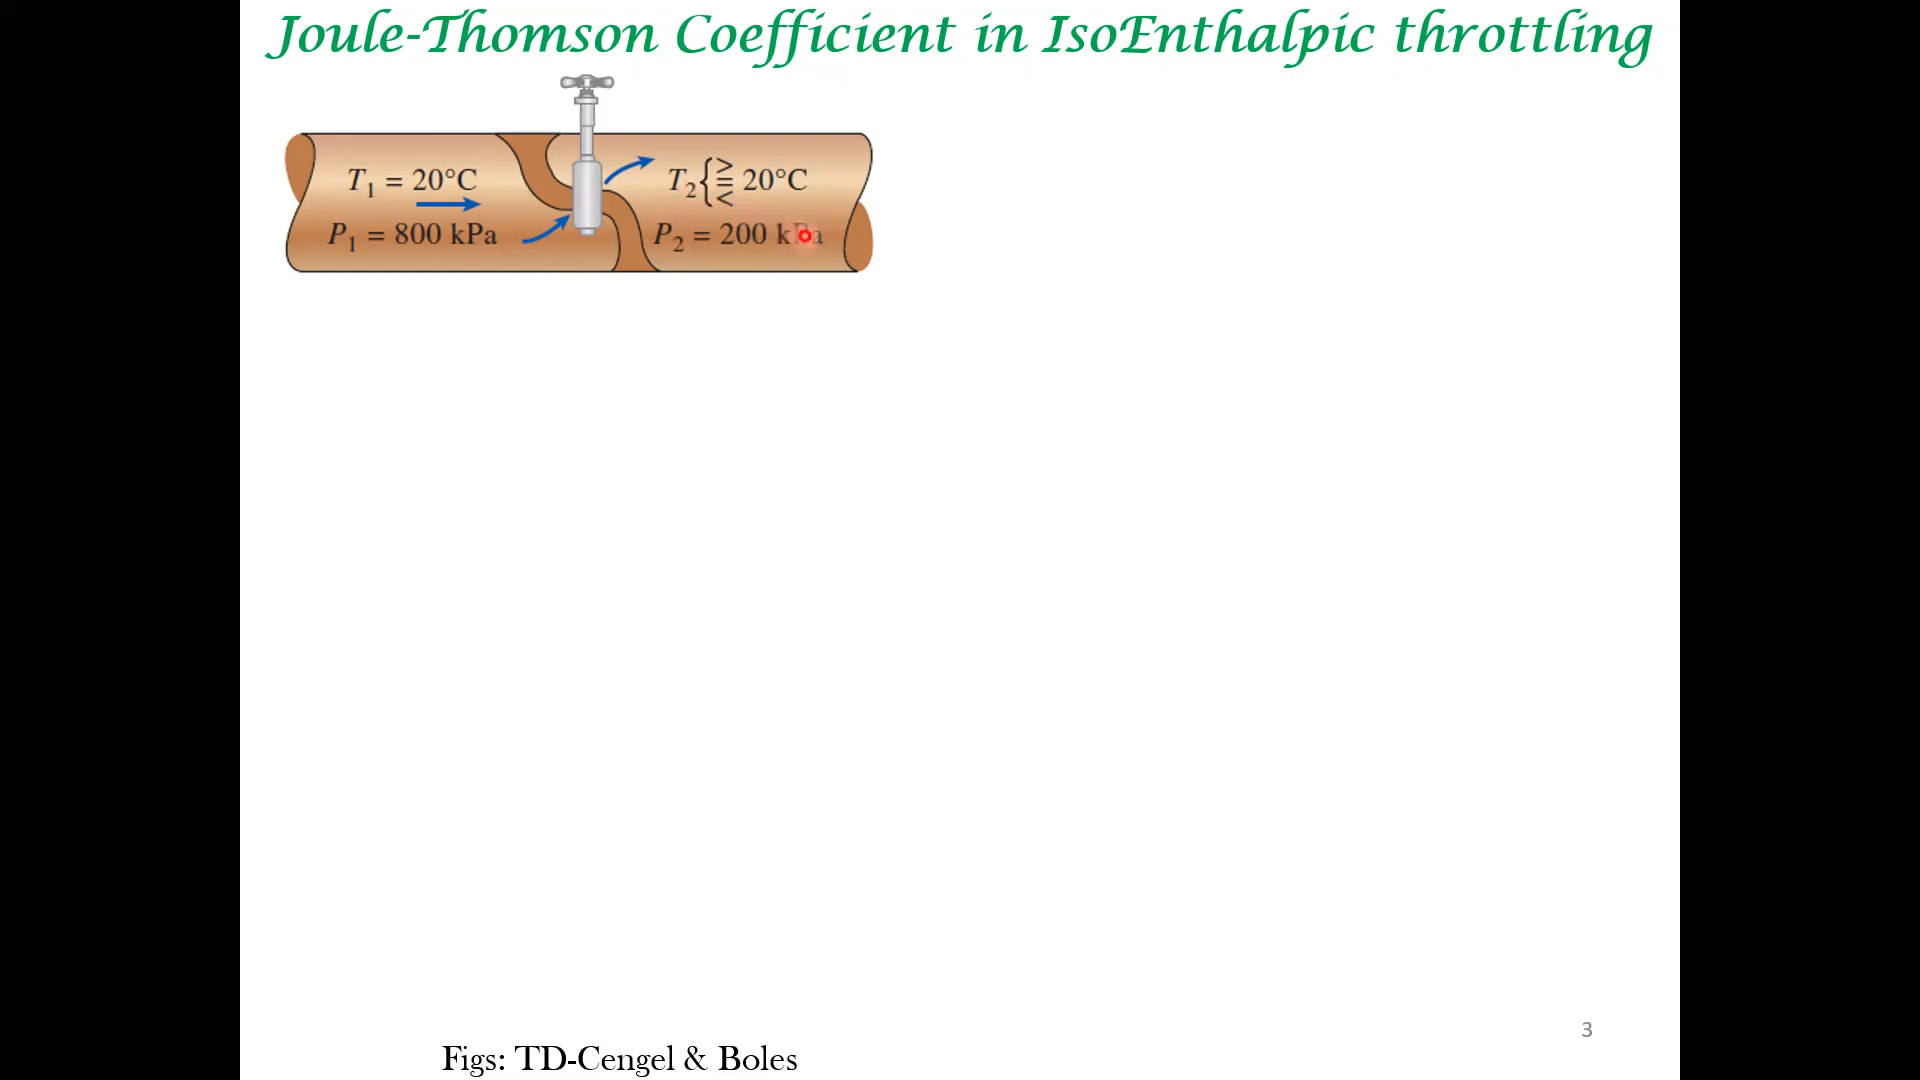 Joule-Thomson Coefficient in IsoEnthalpic throttling
T₁ = 20°C
T₂ { > = < 20°C
P₁ = 800 kPa
P₂ = 200 kPa
3
Figs: TD-Cengel & Boles